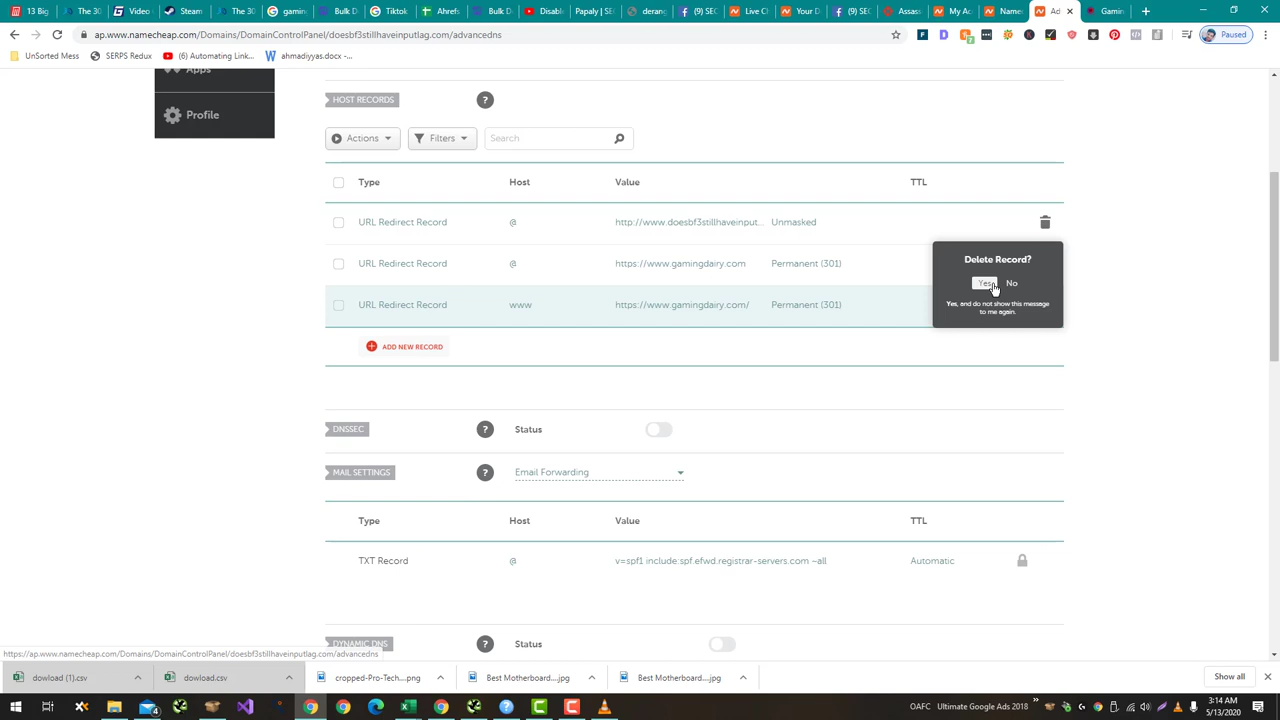 13 Big
The 30
Steam
The 30
gaming
Bulk D
Tiktok
Ahrefs
Bulk D
Disable
Papaly
derang
(9) SEC
Live Cl
Your D
(9) SEC
Assass
My Acc
Name
Ad
Gamin
ap.www.namecheap.com/Domains/DomainControlPanel/doesbf3stillhaveinputlag.com/advancedns
Paused
UnSorted Mess
SERPS Redux
(6) Automating Link...
ahmadiyyas.docx -...
Apps
Profile
HOST RECORDS
?
Actions
Filters
Search
Type Host Value TTL
URL Redirect Record @ http://www.doesbf3stillhaveinput... Unmasked
URL Redirect Record @ https://www.gamingdairy.com Permanent (301)
URL Redirect Record www https://www.gamingdairy.com/ Permanent (301)
Delete Record?
Yes No
Yes, and do not show this message
to me again.
ADD NEW RECORD
DNSSEC ? Status
MAIL SETTINGS ? Email Forwarding
Type Host Value TTL
TXT Record @ v=spf1 include:spf.efwd.registrar-servers.com ~all Automatic
DYNAMIC DNS ? Status
https://ap.www.namecheap.com/Domains/DomainControlPanel/doesbf3stillhaveinputlag.com/advancedns
dowload (1).csv
dowload.csv
cropped-Pro-Tech....png
Best Motherboard....jpg
Best Motherboard....jpg
Show all
OAFC Ultimate Google Ads 2018
3:14 AM
5/13/2020